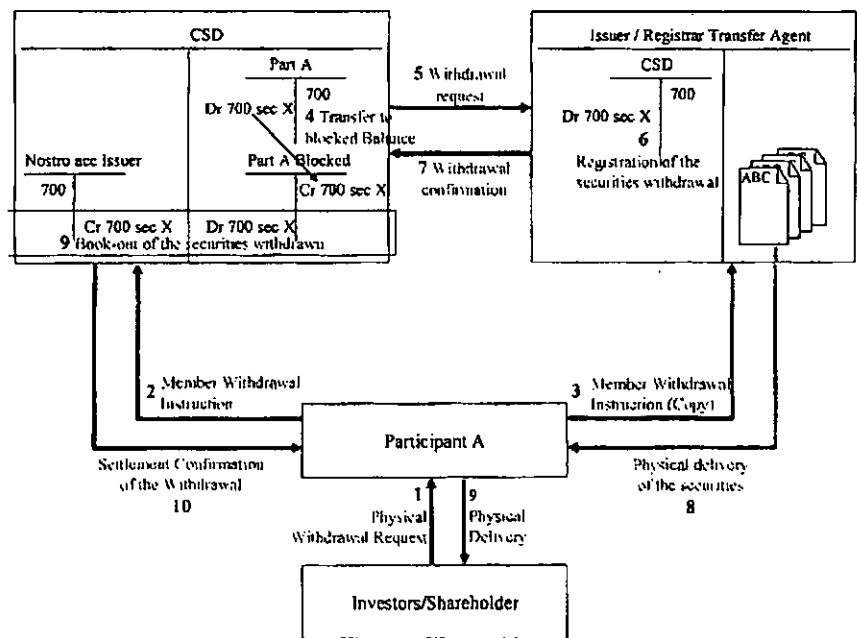 CSD
Part A
700
Dr 700 sec X
4 Transfer to
blocked Balance
Nostro acc Issuer
700
Part A Blocked
Cr 700 sec X
Cr 700 sec X
Dr 700 sec X
9 Book-out of the securities withdrawn
5 Withdrawal
request
7 Withdrawal
confirmation
Issuer / Registrar Transfer Agent
CSD
700
Dr 700 sec X
6
Registration of the
securities withdrawal
ABC
2 Member Withdrawal
Instruction
3 Member Withdrawal
Instruction (Copy)
Participant A
Settlement Confirmation
of the Withdrawal
10
Physical delivery
of the securities
8
1
Physical
Withdrawal Request
9
Physical
Delivery
Investors/Shareholder